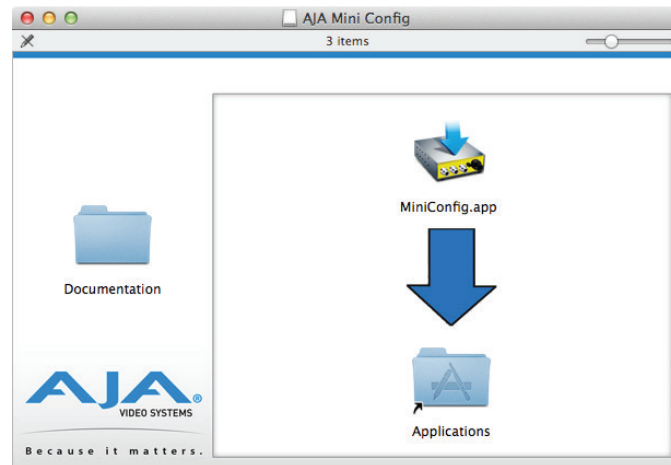 AJA Mini Config
3 items
MiniConfig.app
Documentation
Applications
AJA®
VIDEO SYSTEMS
Because it matters.